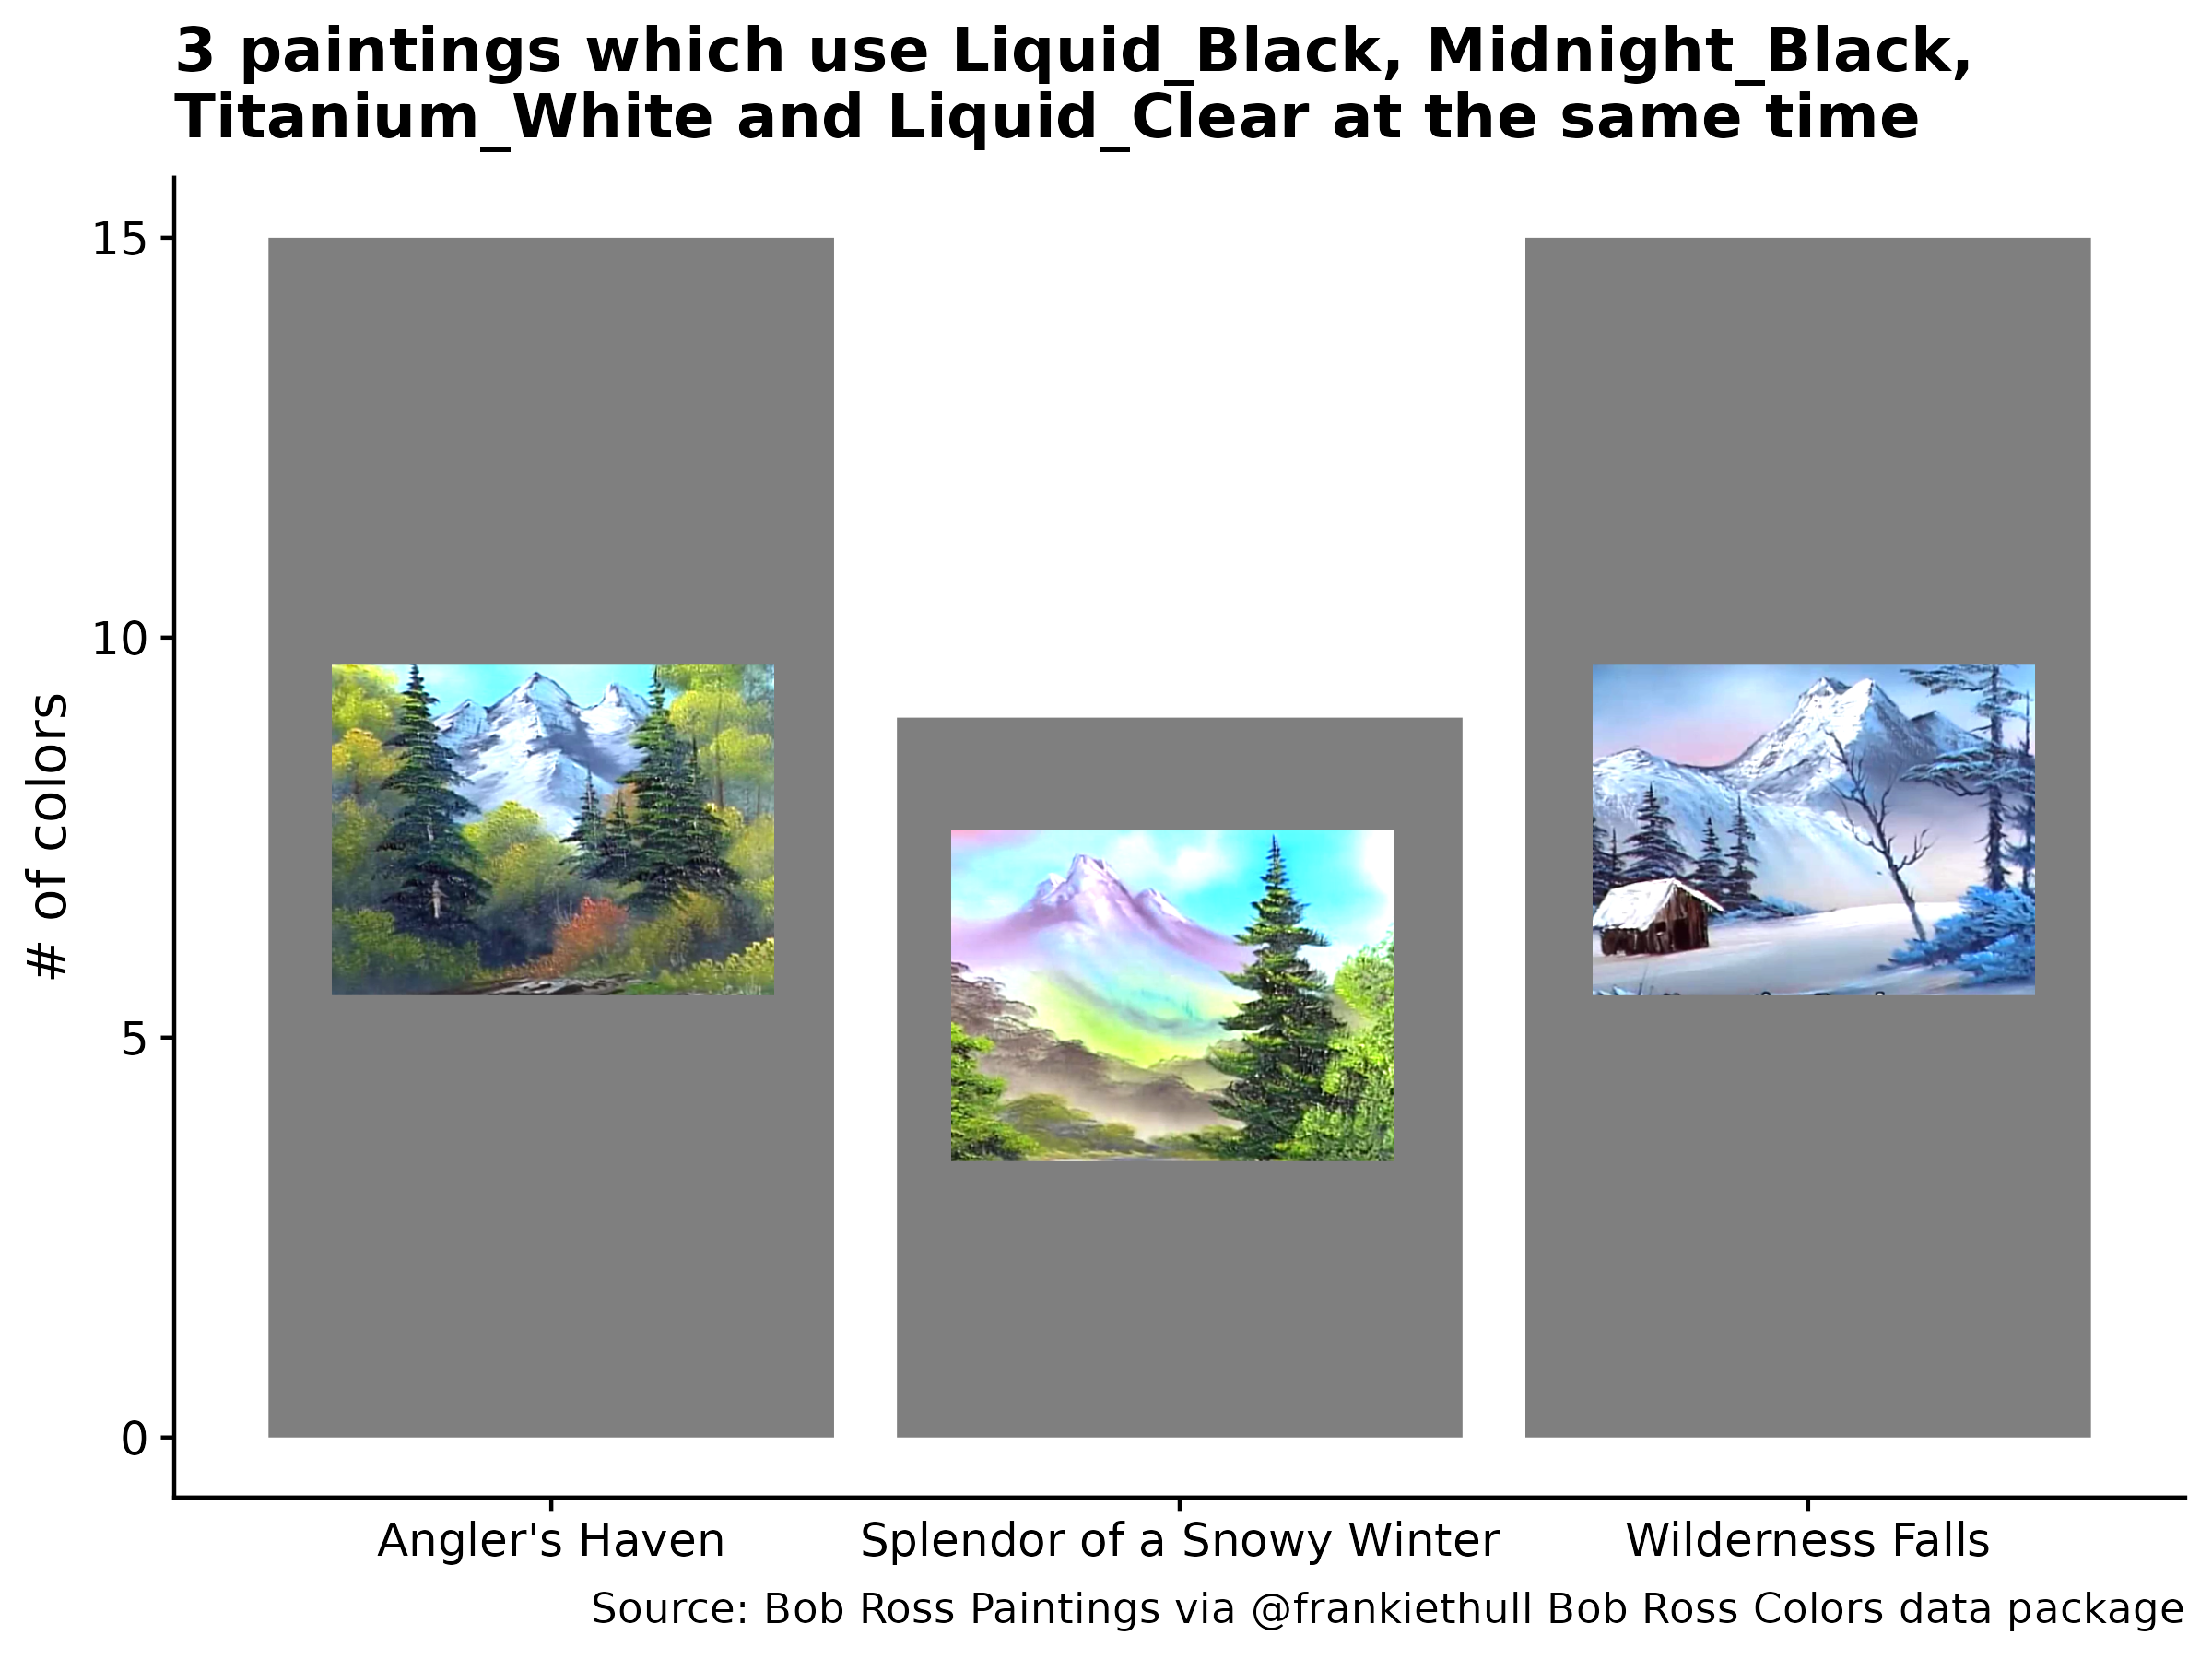 3 paintings which use Liquid_Black, Midnight_Black,
Titanium_White and Liquid_Clear at the same time
# of colors
15
10
5
0
Angler's Haven
Splendor of a Snowy Winter
Wilderness Falls
Source: Bob Ross Paintings via @frankiethull Bob Ross Colors data package